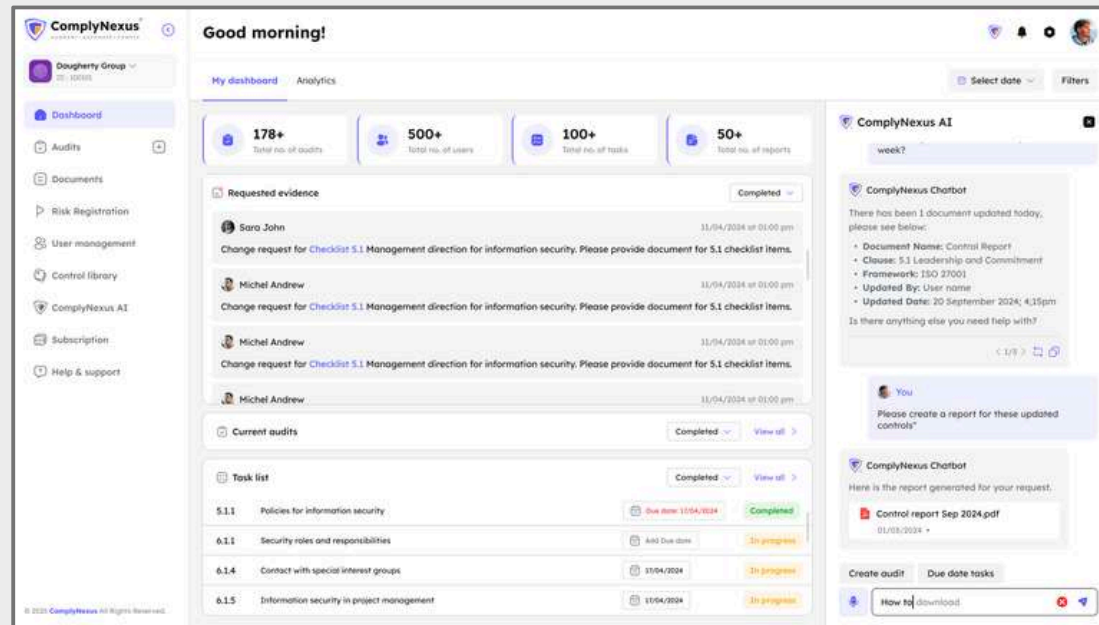 ComplyNexus
Good morning!
Dougherty Group
My dashboard
Analytics
Select date
Filters
Dashboard
Audits
Documents
Risk Registration
User management
Control library
ComplyNexus AI
Subscription
Help & support
© 2025 ComplyNexus All Rights Reserved.
178+
Total no. of audits
500+
Total no. of users
100+
Total no. of tasks
50+
Total no. of reports
Requested evidence
Completed
Sara John
11/04/2024 at 01:00 pm
Change request for Checklist 5.1 Management direction for information security. Please provide document for 5.1 checklist items.
Michel Andrew
11/04/2024 at 01:00 pm
Change request for Checklist 5.1 Management direction for information security. Please provide document for 5.1 checklist items.
Michel Andrew
11/04/2024 at 01:00 pm
Change request for Checklist 5.1 Management direction for information security. Please provide document for 5.1 checklist items.
Michel Andrew
11/04/2024 at 01:00 pm
Current audits
Completed
View all
Task list
Completed
View all
5.1.1
Policies for information security
Due date: 17/04/2024
Completed
6.1.1
Security roles and responsibilities
Add Due date
In progress
6.1.4
Contact with special interest groups
17/04/2024
In progress
6.1.5
Information security in project management
17/04/2024
In progress
ComplyNexus AI
week?
ComplyNexus Chatbot
There has been 1 document updated today,
please see below:
• Document Name: Control Report
• Clause: 5.1 Leadership and Commitment
• Framework: ISO 27001
• Updated By: User name
• Updated Date: 20 September 2024; 4:15pm
Is there anything else you need help with?
You
Please create a report for these updated
controls"
ComplyNexus Chatbot
Here is the report generated for your request.
Control report Sep 2024.pdf
01/03/2024 •
Create audit
Due date tasks
How to download